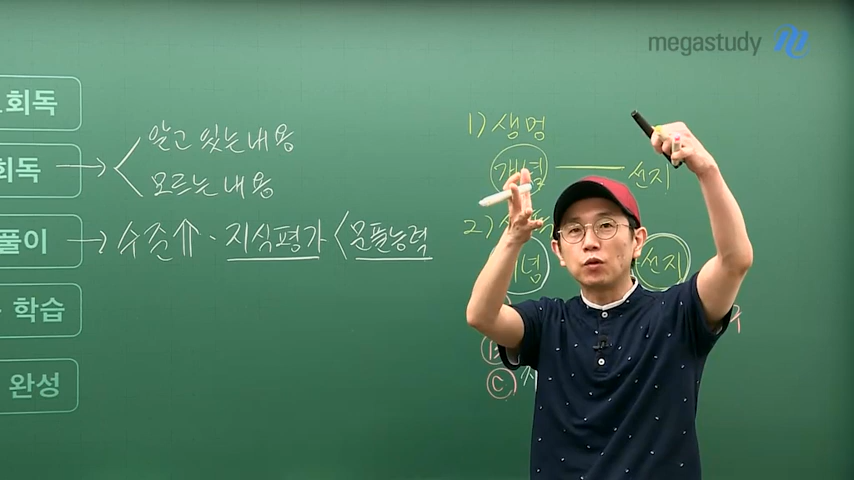 megastudy
회독
회독
알고 있는 내용
모르는 내용
풀이
수준⇈ · 지식평가 < 문풀능력
학습
완성
1) 생명
개념 — 선지
2)
념
선지
B
C